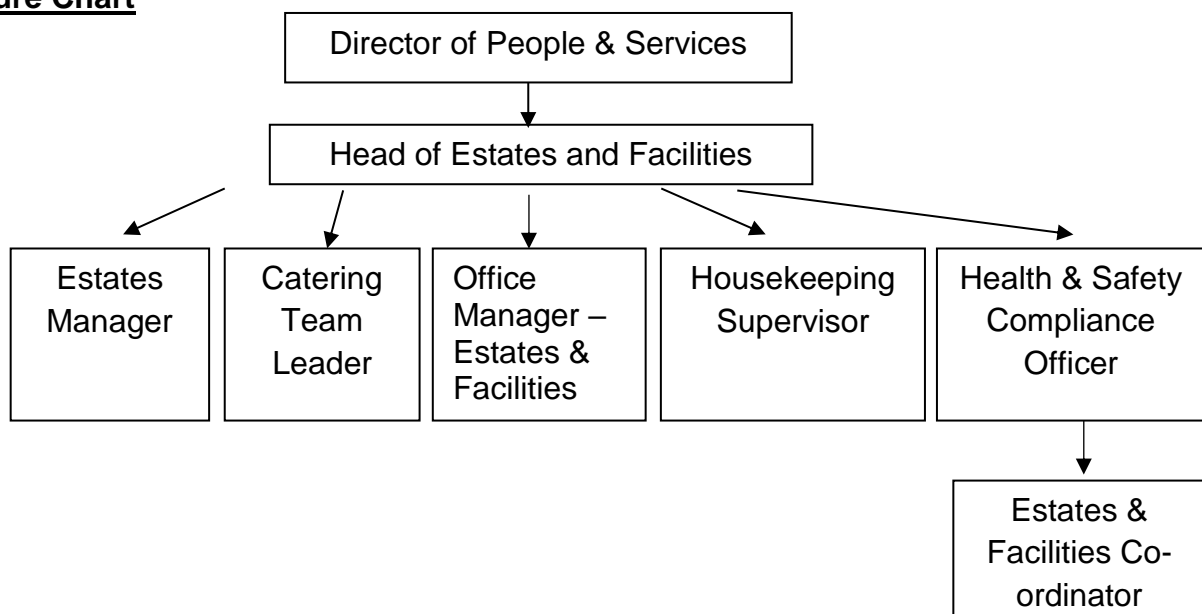 ure Chart
Director of People & Services
Head of Estates and Facilities
Estates
Manager
Catering
Team
Leader
Office
Manager –
Estates &
Facilities
Housekeeping
Supervisor
Health & Safety
Compliance
Officer
Estates &
Facilities Co-
ordinator